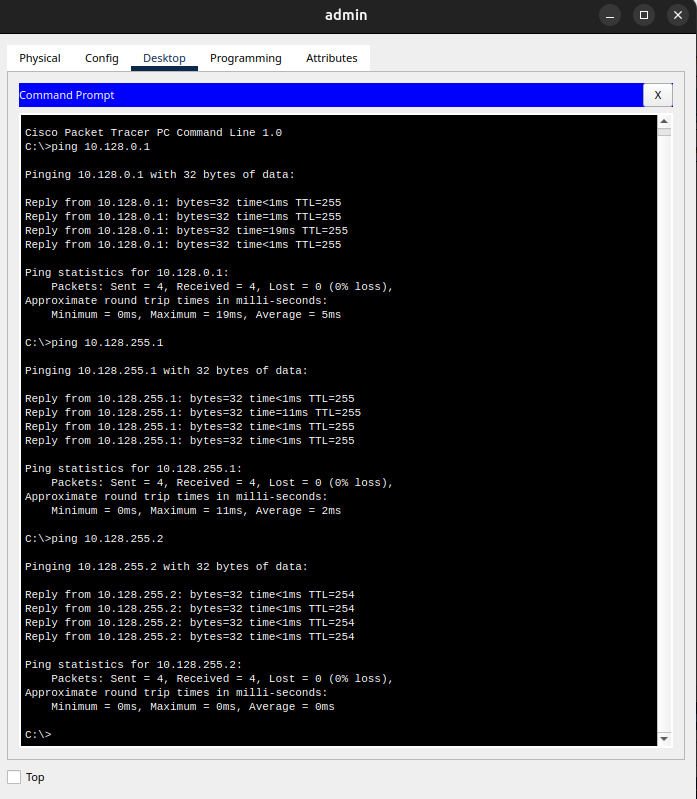 admin
Physical Config Desktop Programming Attributes
Command Prompt X
Cisco Packet Tracer PC Command Line 1.0
C:\>ping 10.128.0.1
Pinging 10.128.0.1 with 32 bytes of data:
Reply from 10.128.0.1: bytes=32 time<1ms TTL=255
Reply from 10.128.0.1: bytes=32 time=1ms TTL=255
Reply from 10.128.0.1: bytes=32 time=19ms TTL=255
Reply from 10.128.0.1: bytes=32 time<1ms TTL=255
Ping statistics for 10.128.0.1:
    Packets: Sent = 4, Received = 4, Lost = 0 (0% loss),
Approximate round trip times in milli-seconds:
    Minimum = 0ms, Maximum = 19ms, Average = 5ms
C:\>ping 10.128.255.1
Pinging 10.128.255.1 with 32 bytes of data:
Reply from 10.128.255.1: bytes=32 time<1ms TTL=255
Reply from 10.128.255.1: bytes=32 time=11ms TTL=255
Reply from 10.128.255.1: bytes=32 time<1ms TTL=255
Reply from 10.128.255.1: bytes=32 time<1ms TTL=255
Ping statistics for 10.128.255.1:
    Packets: Sent = 4, Received = 4, Lost = 0 (0% loss),
Approximate round trip times in milli-seconds:
    Minimum = 0ms, Maximum = 11ms, Average = 2ms
C:\>ping 10.128.255.2
Pinging 10.128.255.2 with 32 bytes of data:
Reply from 10.128.255.2: bytes=32 time<1ms TTL=254
Reply from 10.128.255.2: bytes=32 time<1ms TTL=254
Reply from 10.128.255.2: bytes=32 time<1ms TTL=254
Reply from 10.128.255.2: bytes=32 time<1ms TTL=254
Ping statistics for 10.128.255.2:
    Packets: Sent = 4, Received = 4, Lost = 0 (0% loss),
Approximate round trip times in milli-seconds:
    Minimum = 0ms, Maximum = 0ms, Average = 0ms
C:\>
Top